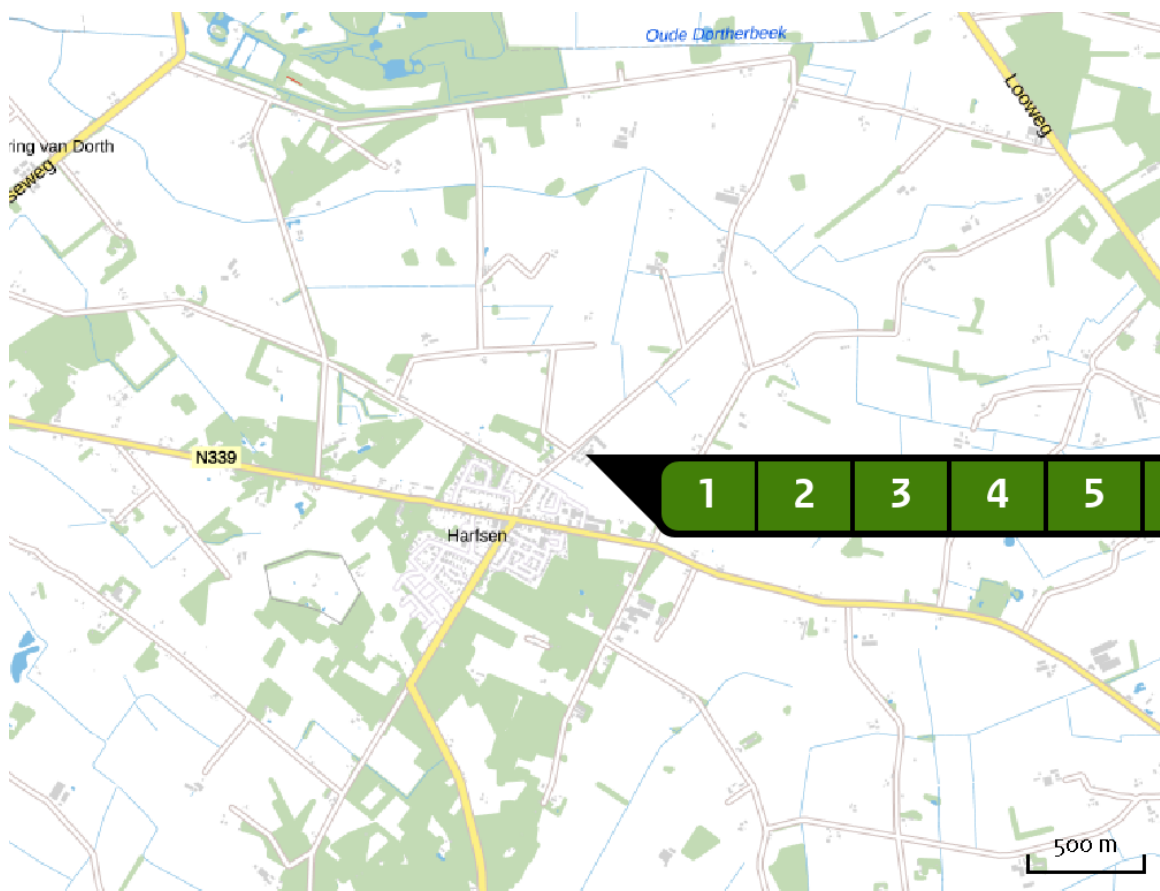 Oude Dortherbeek
Looweg
ring van Dorth
seweg
N339
1 2 3 4 5
Harfsen
500 m